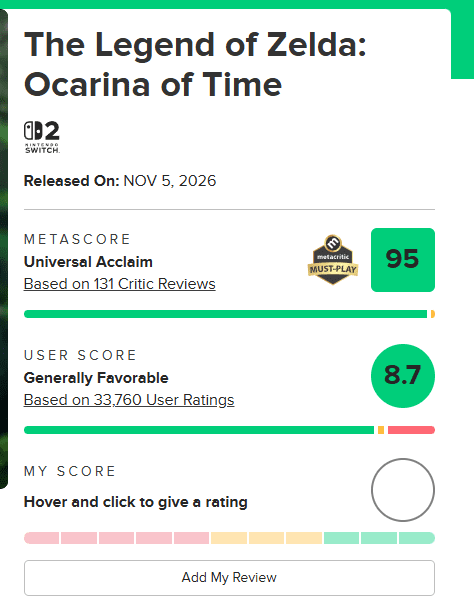 The Legend of Zelda:
Ocarina of Time
2
NINTENDO
SWITCH
Released On: NOV 5, 2026
METASCORE
Universal Acclaim
Based on 131 Critic Reviews
m
metacritic
MUST-PLAY
95
USER SCORE
Generally Favorable
Based on 33,760 User Ratings
8.7
MY SCORE
Hover and click to give a rating
Add My Review